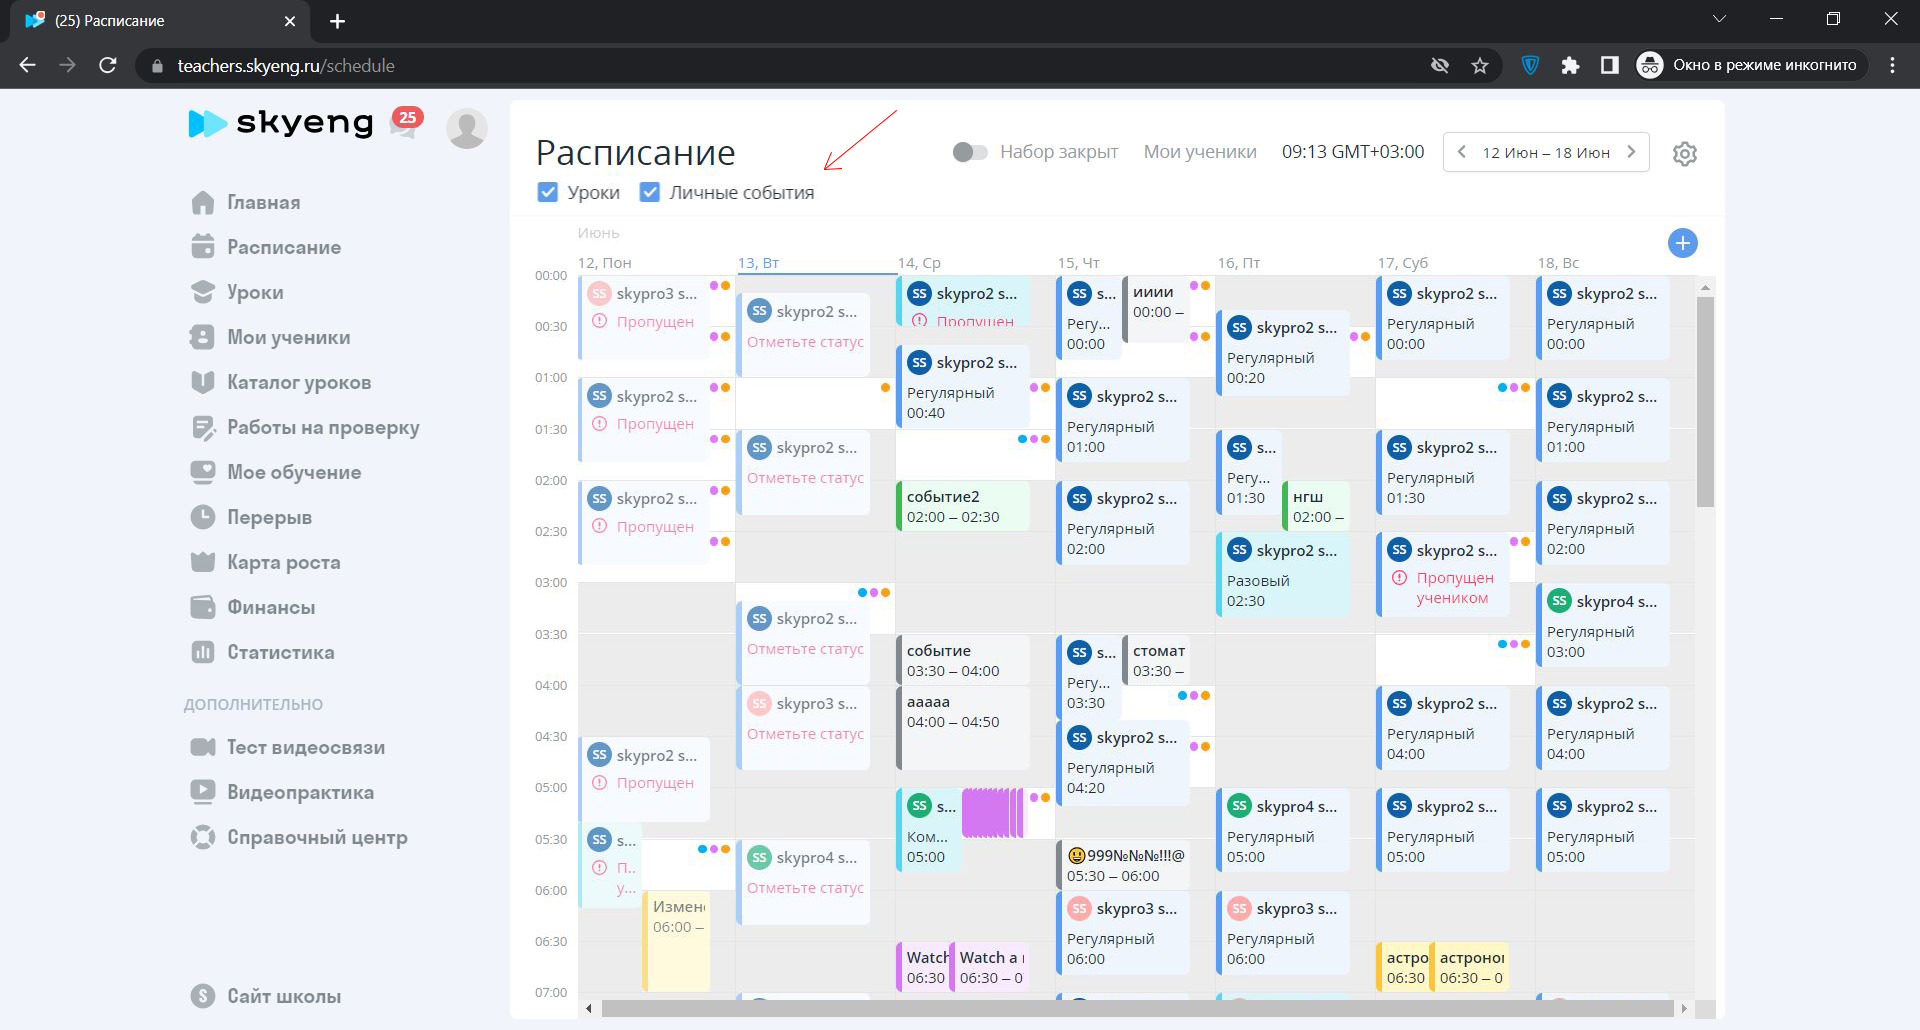 (25) Расписание
teachers.skyeng.ru/schedule
Окно в режиме инкогнито
skyeng
25
Главная
Расписание
Уроки
Мои ученики
Каталог уроков
Работы на проверку
Мое обучение
Перерыв
Карта роста
Финансы
Статистика
ДОПОЛНИТЕЛЬНО
Тест видеосвязи
Видеопрактика
Справочный центр
Сайт школы
Расписание
Набор закрыт
Мои ученики
09:13 GMT+03:00
12 Июн – 18 Июн
Уроки
Личные события
Июнь
12, Пон
13, Вт
14, Ср
15, Чт
16, Пт
17, Суб
18, Вс
00:00
00:30
01:00
01:30
02:00
02:30
03:00
03:30
04:00
04:30
05:00
05:30
06:00
06:30
07:00
SS skypro3 s...
Пропущен
SS skypro2 s...
Пропущен
SS skypro2 s...
Пропущен
SS skypro2 s...
Пропущен
SS s...
П..
у...
Измен
06:00 –
SS skypro2 s...
Отметьте статус
SS skypro2 s...
Отметьте статус
SS skypro2 s...
Отметьте статус
SS skypro3 s...
Отметьте статус
SS skypro4 s...
Отметьте статус
SS skypro2 s...
Пропущен
SS skypro2 s...
Регулярный
00:40
событие2
02:00 – 02:30
событие
03:30 – 04:00
ааааа
04:00 – 04:50
SS s...
Ком...
05:00
Watch
06:30
Watch a
06:30 – 0
SS s...
Регу...
00:00
ииии
00:00 –
SS skypro2 s...
Регулярный
01:00
SS skypro2 s...
Регулярный
02:00
SS s...
Регу...
03:30
стомат
03:30 –
SS skypro2 s...
Регулярный
04:20
😃999№№№!!!@
05:30 – 06:00
SS skypro3 s...
Регулярный
06:00
SS skypro2 s...
Регулярный
00:20
SS s...
Регу...
01:30
нгш
02:00 –
SS skypro2 s...
Разовый
02:30
SS skypro4 s...
Регулярный
05:00
SS skypro3 s...
Регулярный
06:00
SS skypro2 s...
Регулярный
00:00
SS skypro2 s...
Регулярный
01:30
SS skypro2 s...
Пропущен
учеником
SS skypro2 s...
Регулярный
04:00
SS skypro2 s...
Регулярный
05:00
астро
06:30
астроно
06:30 – 0
SS skypro2 s...
Регулярный
00:00
SS skypro2 s...
Регулярный
01:00
SS skypro2 s...
Регулярный
02:00
SS skypro4 s...
Регулярный
03:00
SS skypro2 s...
Регулярный
04:00
SS skypro2 s...
Регулярный
05:00